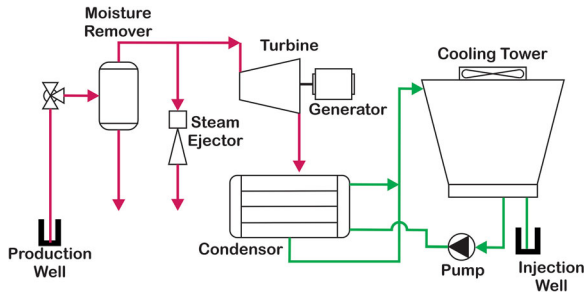 Moisture
Remover
Turbine
Cooling Tower
Generator
Steam
Ejector
Production
Well
Condensor
Pump
Injection
Well